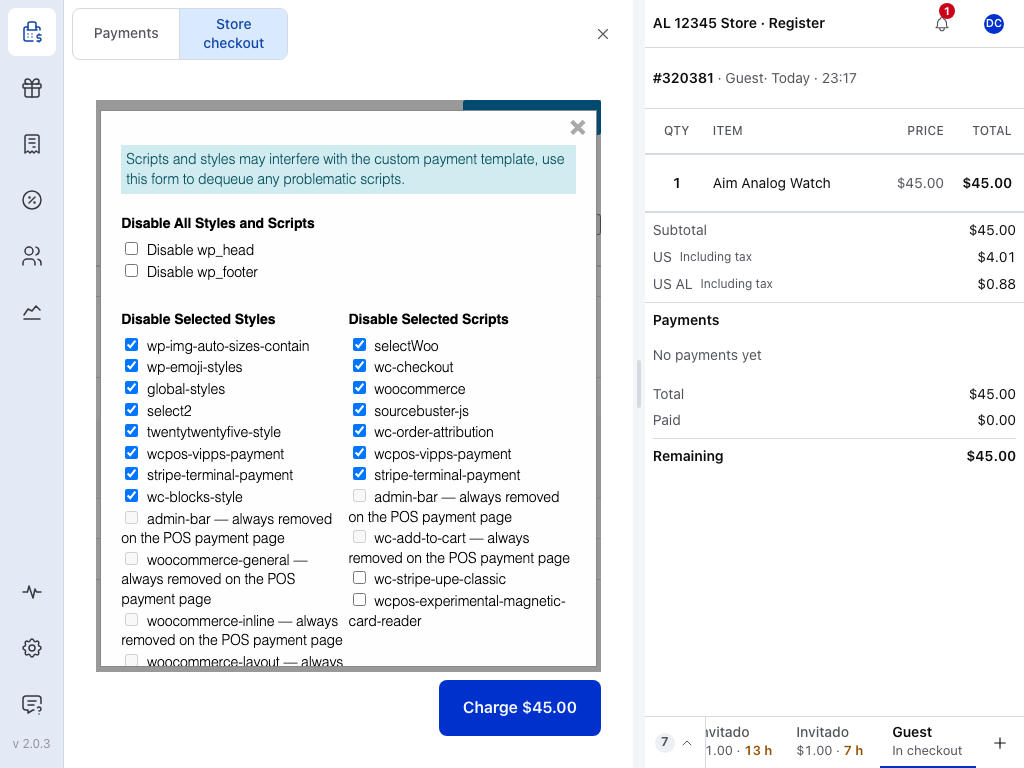 Payments
Store
checkout
AL 12345 Store · Register
1
DC
#320381 · Guest· Today · 23:17
QTY ITEM PRICE TOTAL
1 Aim Analog Watch $45.00 $45.00
Subtotal $45.00
US Including tax $4.01
US AL Including tax $0.88
Payments
No payments yet
Total $45.00
Paid $0.00
Remaining $45.00
Scripts and styles may interfere with the custom payment template, use
this form to dequeue any problematic scripts.
Disable All Styles and Scripts
Disable wp_head
Disable wp_footer
Disable Selected Styles
wp-img-auto-sizes-contain
wp-emoji-styles
global-styles
select2
twentytwentyfive-style
wcpos-vipps-payment
stripe-terminal-payment
wc-blocks-style
admin-bar — always removed
on the POS payment page
woocommerce-general —
always removed on the POS
payment page
woocommerce-inline — always
removed on the POS payment page
woocommerce-layout — always
Disable Selected Scripts
selectWoo
wc-checkout
woocommerce
sourcebuster-js
wc-order-attribution
wcpos-vipps-payment
stripe-terminal-payment
admin-bar — always removed
on the POS payment page
wc-add-to-cart — always
removed on the POS payment page
wc-stripe-upe-classic
wcpos-experimental-magnetic-
card-reader
Charge $45.00
v 2.0.3
7
nvitado
1.00 · 13 h
Invitado
$1.00 · 7 h
Guest
In checkout